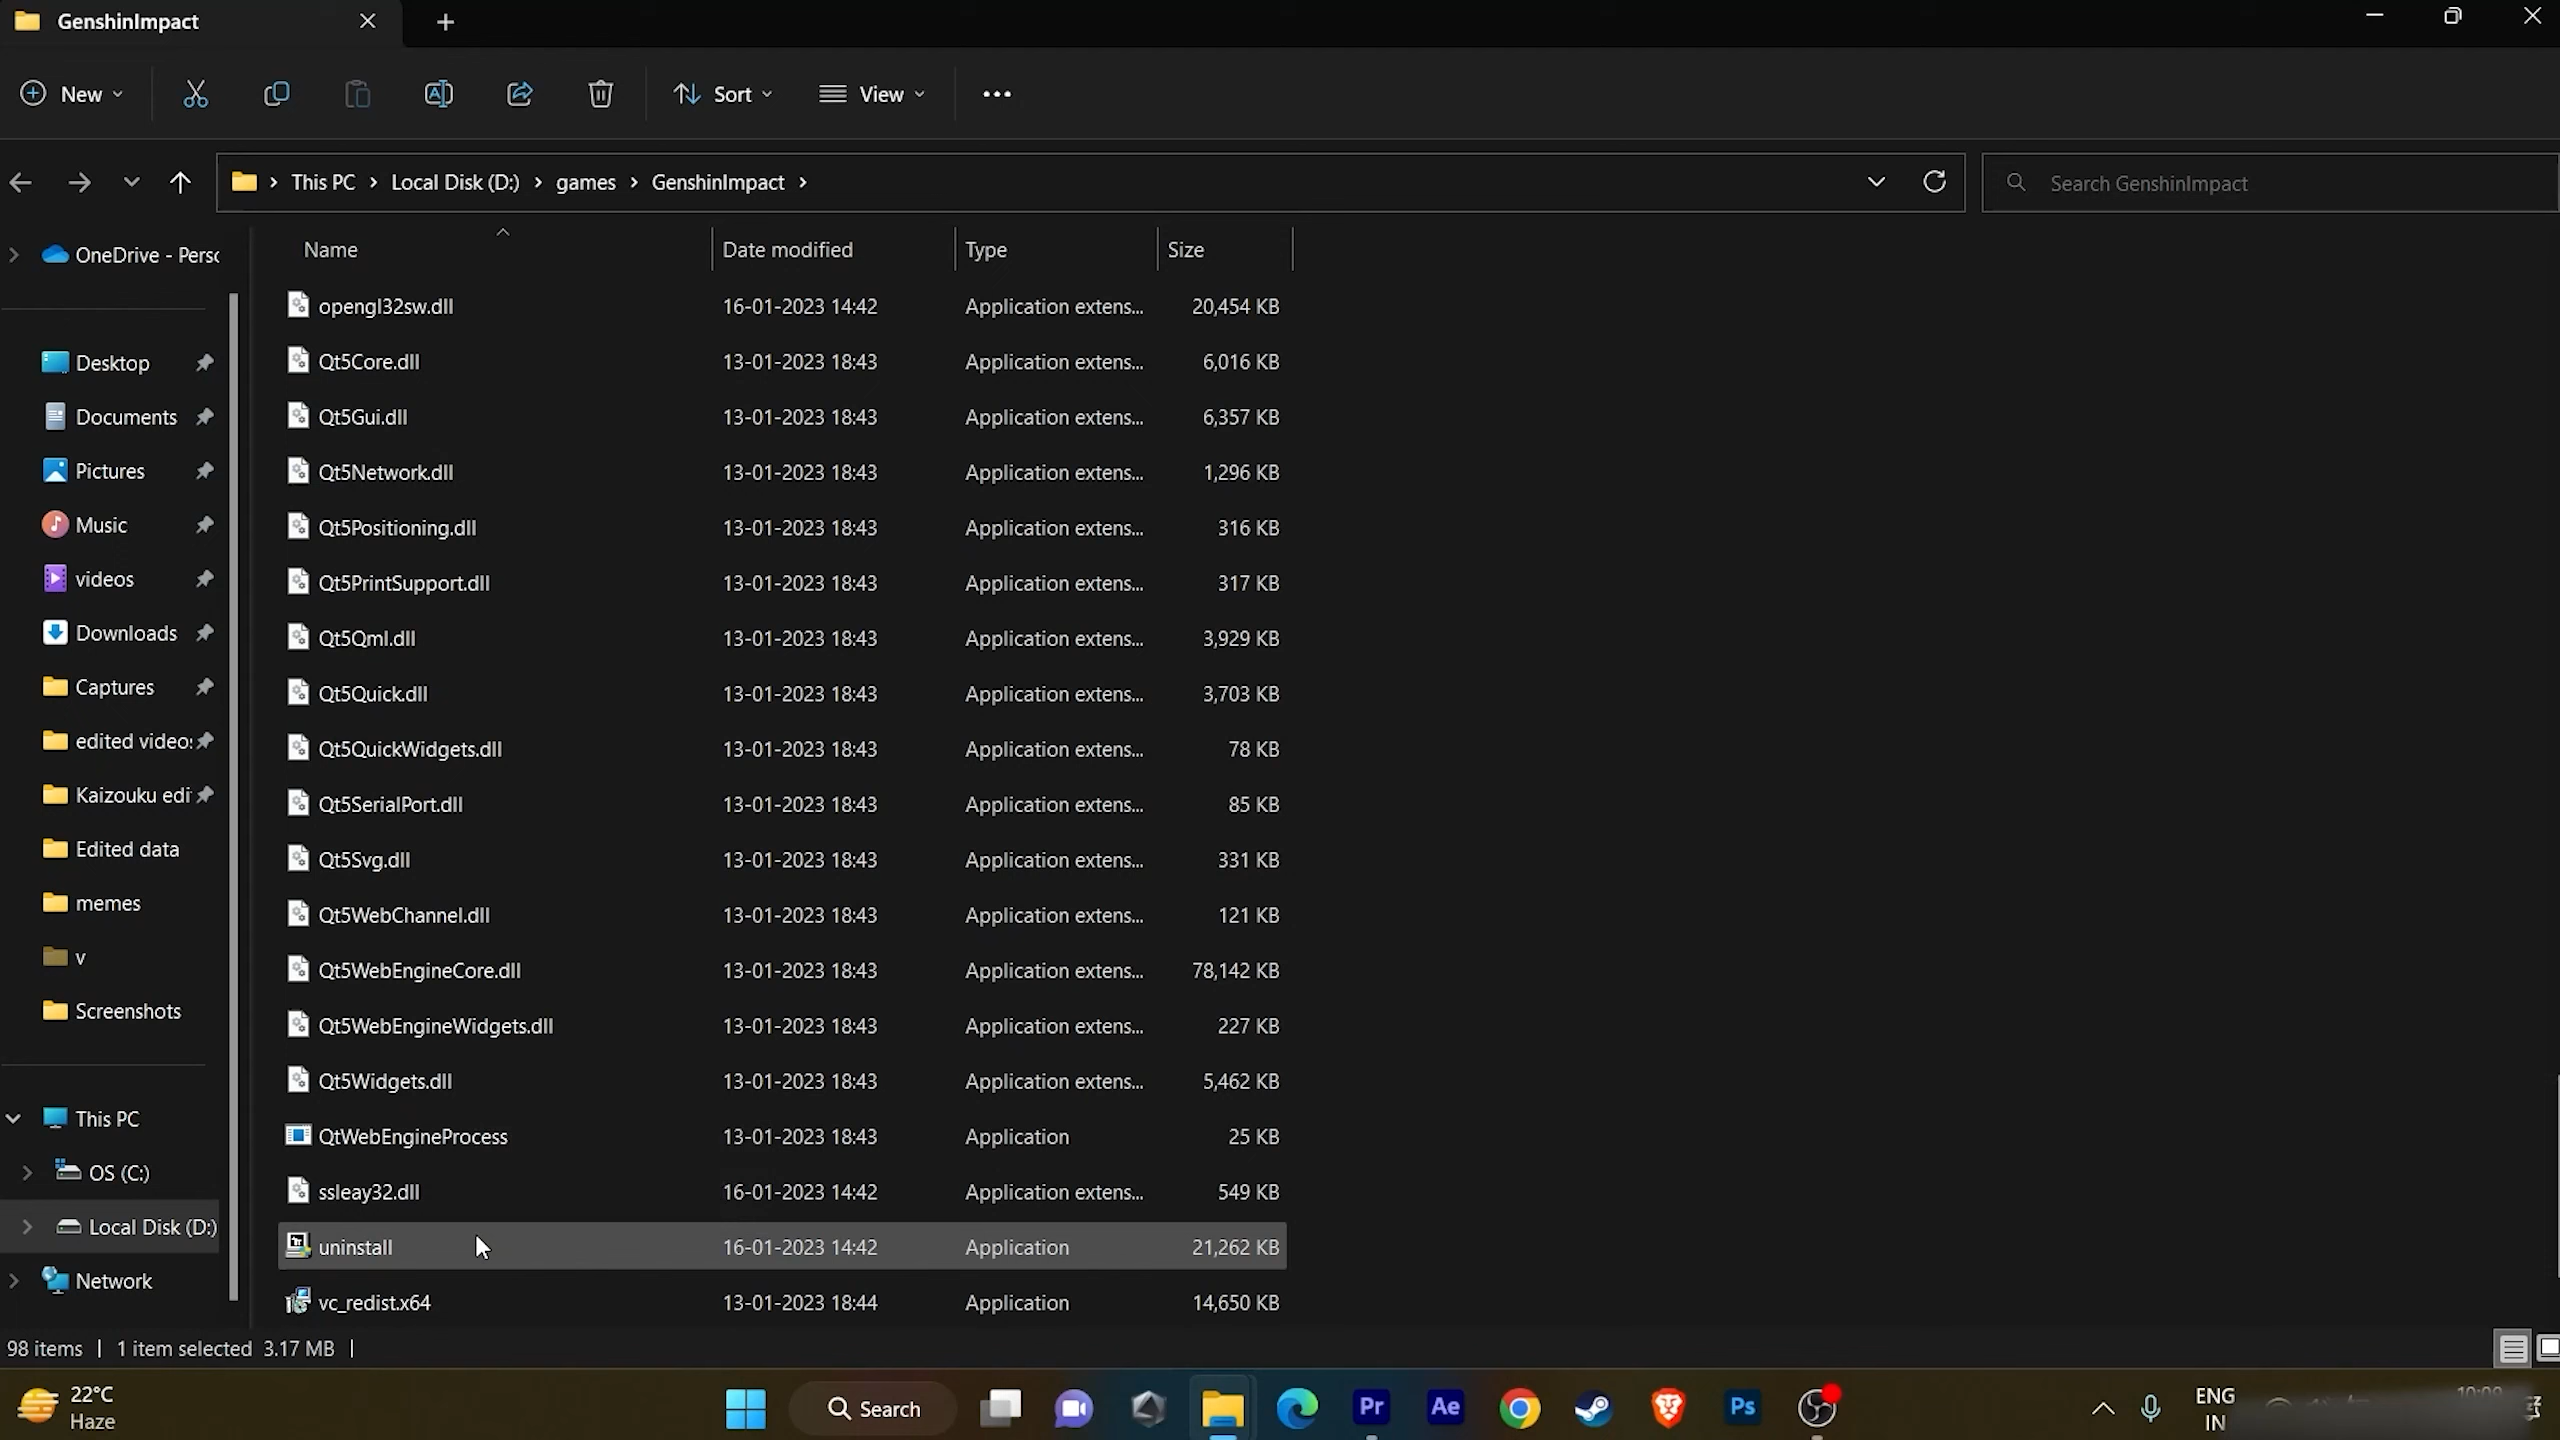 GenshinImpact
New
Sort
View
This PC
Local Disk (D:)
games
GenshinImpact
Search GenshinImpact
Name Date modified Type Size
opengl32sw.dll 16-01-2023 14:42 Application extens... 20,454 KB
Qt5Core.dll 13-01-2023 18:43 Application extens... 6,016 KB
Qt5Gui.dll 13-01-2023 18:43 Application extens... 6,357 KB
Qt5Network.dll 13-01-2023 18:43 Application extens... 1,296 KB
Qt5Positioning.dll 13-01-2023 18:43 Application extens... 316 KB
Qt5PrintSupport.dll 13-01-2023 18:43 Application extens... 317 KB
Qt5Qml.dll 13-01-2023 18:43 Application extens... 3,929 KB
Qt5Quick.dll 13-01-2023 18:43 Application extens... 3,703 KB
Qt5QuickWidgets.dll 13-01-2023 18:43 Application extens... 78 KB
Qt5SerialPort.dll 13-01-2023 18:43 Application extens... 85 KB
Qt5Svg.dll 13-01-2023 18:43 Application extens... 331 KB
Qt5WebChannel.dll 13-01-2023 18:43 Application extens... 121 KB
Qt5WebEngineCore.dll 13-01-2023 18:43 Application extens... 78,142 KB
Qt5WebEngineWidgets.dll 13-01-2023 18:43 Application extens... 227 KB
Qt5Widgets.dll 13-01-2023 18:43 Application extens... 5,462 KB
QtWebEngineProcess 13-01-2023 18:43 Application 25 KB
ssleay32.dll 16-01-2023 14:42 Application extens... 549 KB
uninstall 16-01-2023 14:42 Application 21,262 KB
vc_redist.x64 13-01-2023 18:44 Application 14,650 KB
OneDrive - Perso
Desktop
Documents
Pictures
Music
videos
Downloads
Captures
edited videos
Kaizouku edi
Edited data
memes
v
Screenshots
This PC
OS (C:)
Local Disk (D:)
Network
98 items | 1 item selected 3.17 MB |
22°C
Haze
Search
Pr
Ae
Ps
ENG
IN